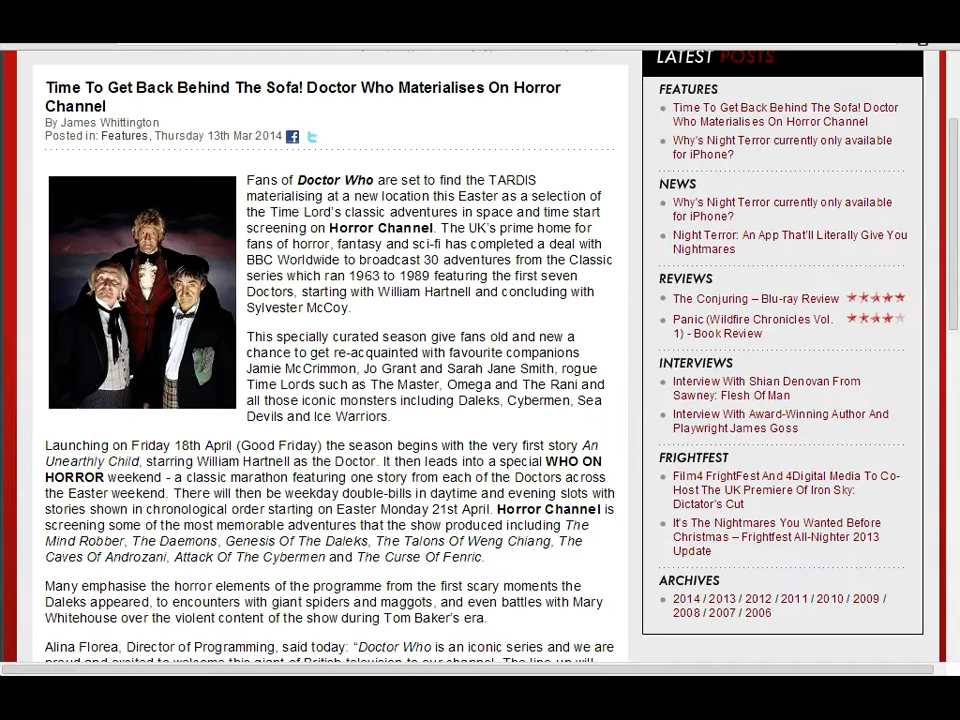 Time To Get Back Behind The Sofa! Doctor Who Materialises On Horror
Channel
By James Whittington
Posted in: Features, Thursday 13th Mar 2014
Fans of Doctor Who are set to find the TARDIS
materialising at a new location this Easter as a selection of
the Time Lord's classic adventures in space and time start
screening on Horror Channel. The UK's prime home for
fans of horror, fantasy and sci-fi has completed a deal with
BBC Worldwide to broadcast 30 adventures from the Classic
series which ran 1963 to 1989 featuring the first seven
Doctors, starting with William Hartnell and concluding with
Sylvester McCoy.
This specially curated season give fans old and new a
chance to get re-acquainted with favourite companions
Jamie McCrimmon, Jo Grant and Sarah Jane Smith, rogue
Time Lords such as The Master, Omega and The Rani and
all those iconic monsters including Daleks, Cybermen, Sea
Devils and Ice Warriors.
Launching on Friday 18th April (Good Friday) the season begins with the very first story An
Unearthly Child, starring William Hartnell as the Doctor. It then leads into a special WHO ON
HORROR weekend - a classic marathon featuring one story from each of the Doctors across
the Easter weekend. There will then be weekday double-bills in daytime and evening slots with
stories shown in chronological order starting on Easter Monday 21st April. Horror Channel is
screening some of the most memorable adventures that the show produced including The
Mind Robber, The Daemons, Genesis Of The Daleks, The Talons Of Weng Chiang, The
Caves Of Androzani, Attack Of The Cybermen and The Curse Of Fenric.
Many emphasise the horror elements of the programme from the first scary moments the
Daleks appeared, to encounters with giant spiders and maggots, and even battles with Mary
Whitehouse over the violent content of the show during Tom Baker's era.
Alina Florea, Director of Programming, said today: "Doctor Who is an iconic series and we are
proud and excited to welcome this giant of British television to our channel. The line-up will
LATEST POSTS
FEATURES
Time To Get Back Behind The Sofa! Doctor
Who Materialises On Horror Channel
Why's Night Terror currently only available
for iPhone?
NEWS
Why's Night Terror currently only available
for iPhone?
Night Terror: An App That'll Literally Give You
Nightmares
REVIEWS
The Conjuring – Blu-ray Review
Panic (Wildfire Chronicles Vol.
1) - Book Review
INTERVIEWS
Interview With Shian Denovan From
Sawney: Flesh Of Man
Interview With Award-Winning Author And
Playwright James Goss
FRIGHTFEST
Film4 FrightFest And 4Digital Media To Co-
Host The UK Premiere Of Iron Sky:
Dictator's Cut
It's The Nightmares You Wanted Before
Christmas – Frightfest All-Nighter 2013
Update
ARCHIVES
2014 / 2013 / 2012 / 2011 / 2010 / 2009 /
2008 / 2007 / 2006